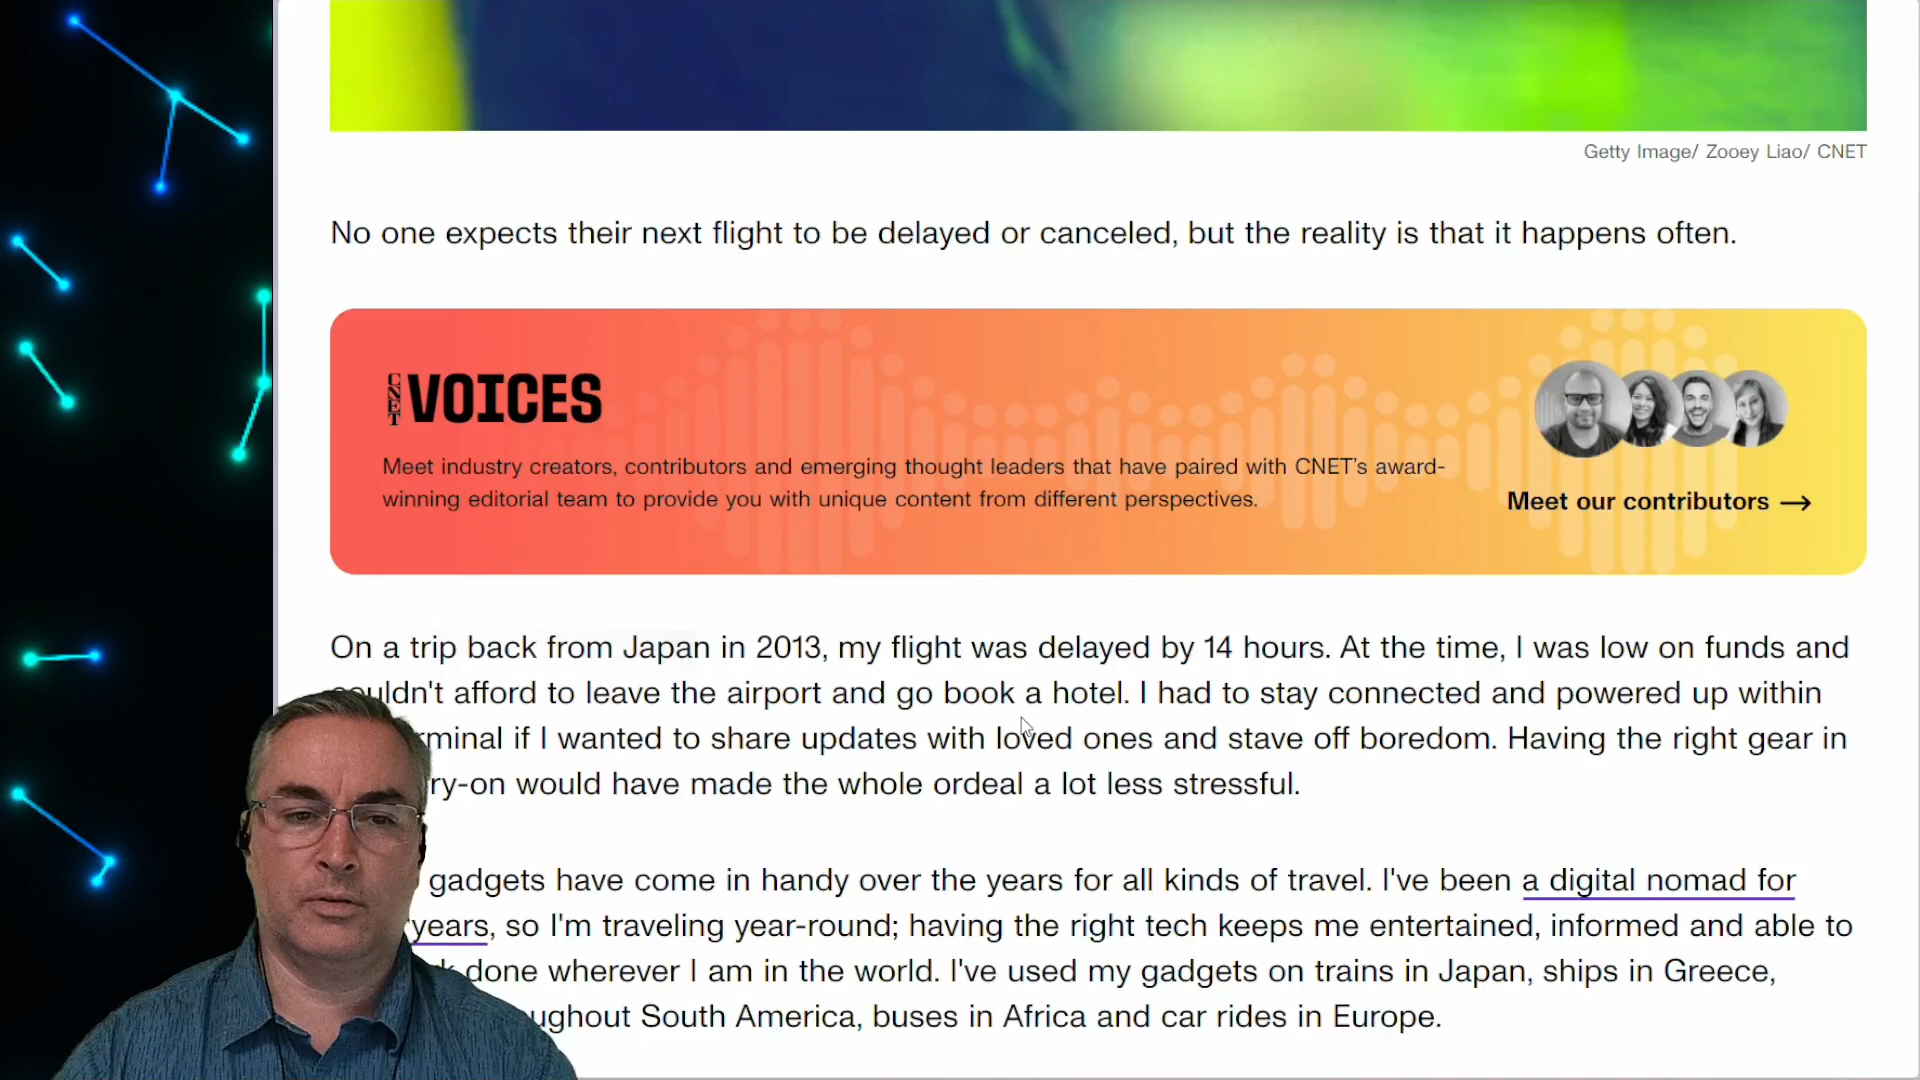 Getty Image/ Zooey Liao/ CNET
No one expects their next flight to be delayed or canceled, but the reality is that it happens often.
CNET VOICES
Meet industry creators, contributors and emerging thought leaders that have paired with CNET's award-
winning editorial team to provide you with unique content from different perspectives.
Meet our contributors →
On a trip back from Japan in 2013, my flight was delayed by 14 hours. At the time, I was low on funds and
couldn't afford to leave the airport and go book a hotel. I had to stay connected and powered up within
rminal if I wanted to share updates with loved ones and stave off boredom. Having the right gear in
ry-on would have made the whole ordeal a lot less stressful.
gadgets have come in handy over the years for all kinds of travel. I've been a digital nomad for
years, so I'm traveling year-round; having the right tech keeps me entertained, informed and able to
k done wherever I am in the world. I've used my gadgets on trains in Japan, ships in Greece,
ughout South America, buses in Africa and car rides in Europe.